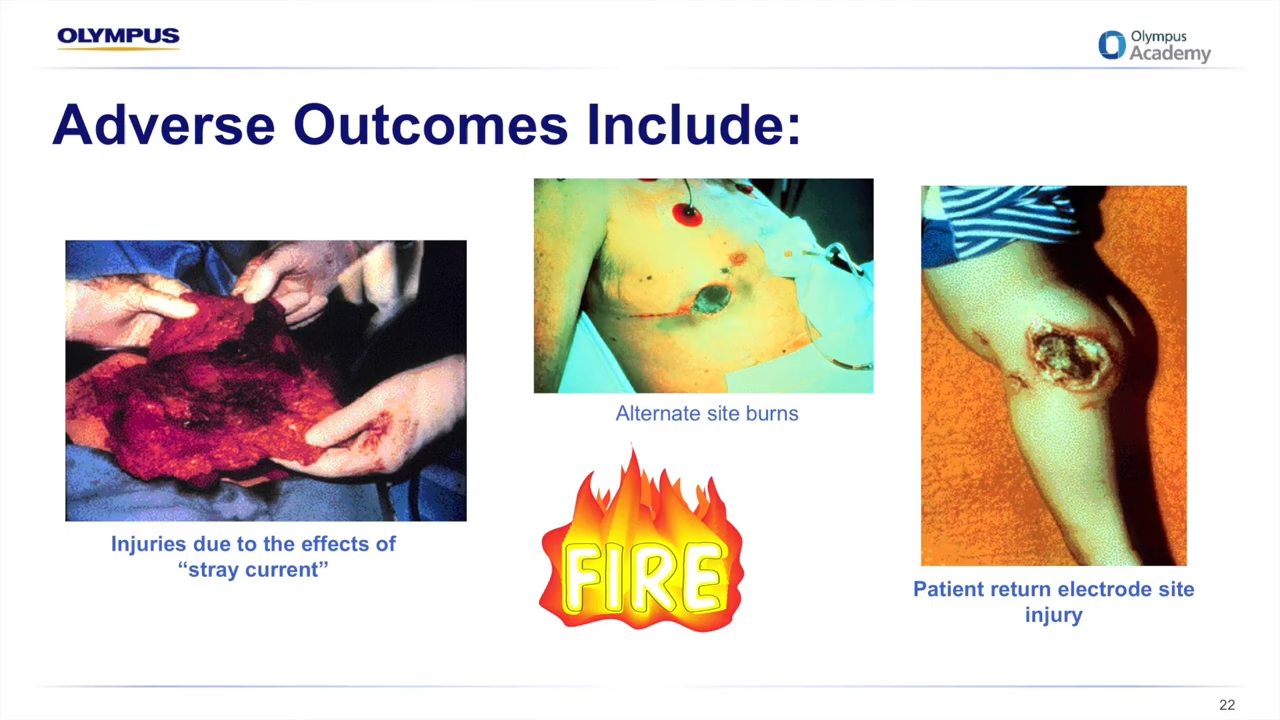 OLYMPUS
Olympus
Academy
Adverse Outcomes Include:
Injuries due to the effects of
“stray current”
Alternate site burns
FIRE
Patient return electrode site
injury
22